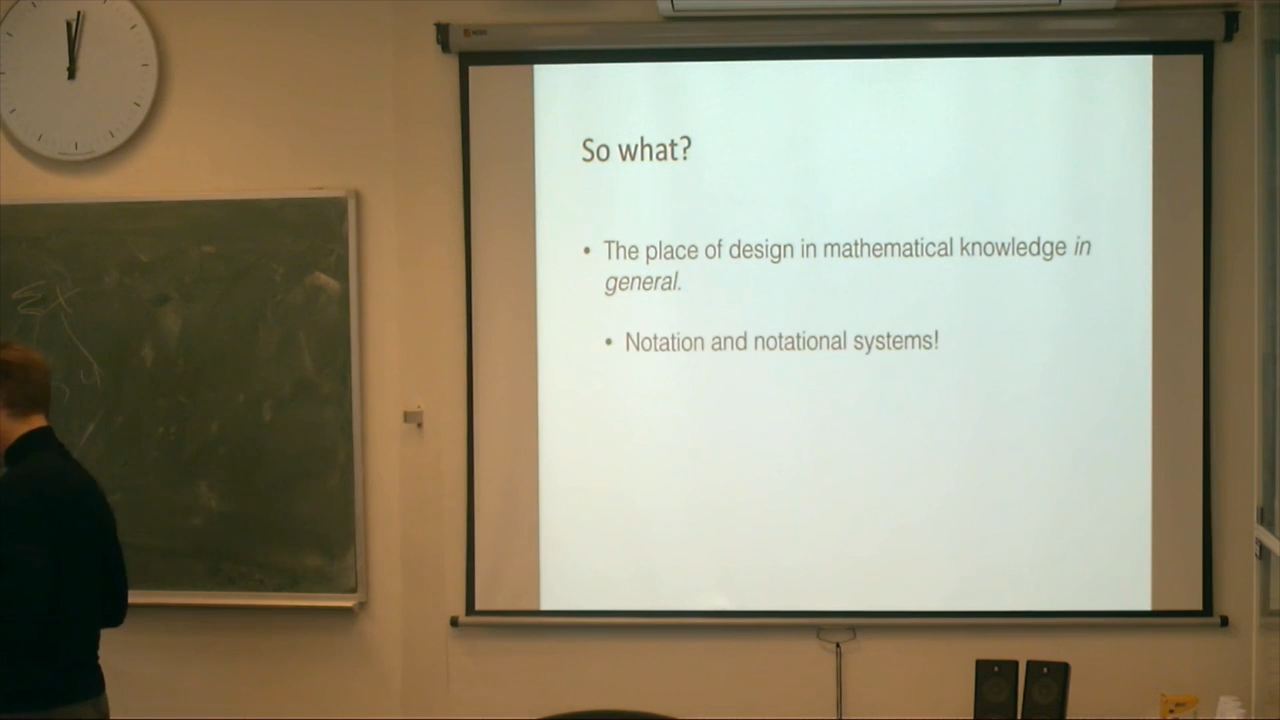 So what?
• The place of design in mathematical knowledge in
general.
• Notation and notational systems!